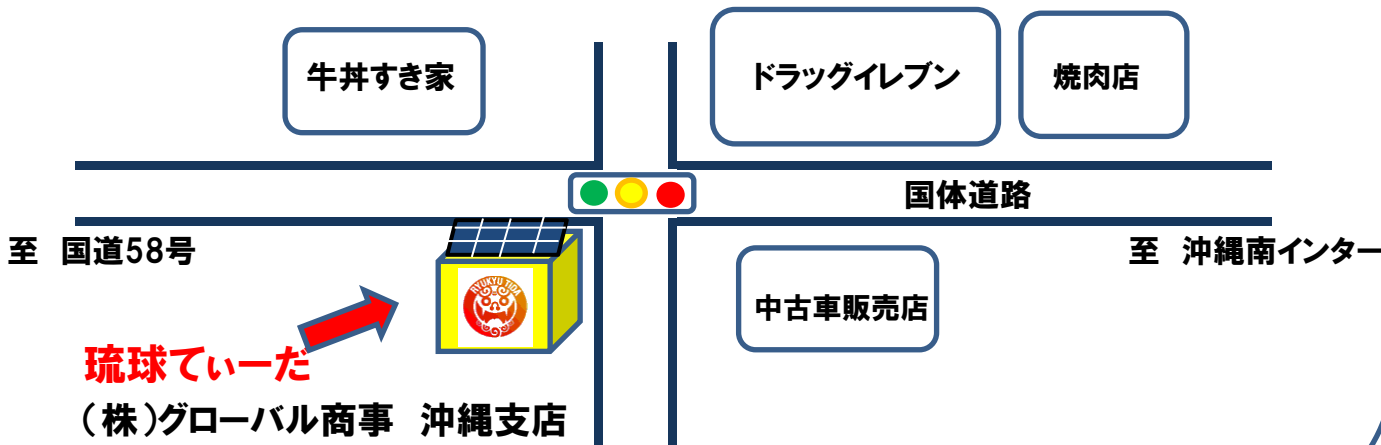 牛丼すき家
ドラッグイレブン
焼肉店
国体道路
至 国道58号
至 沖縄南インター
RYUKYU TIDA
中古車販売店
琉球てぃーだ
(株)グローバル商事 沖縄支店